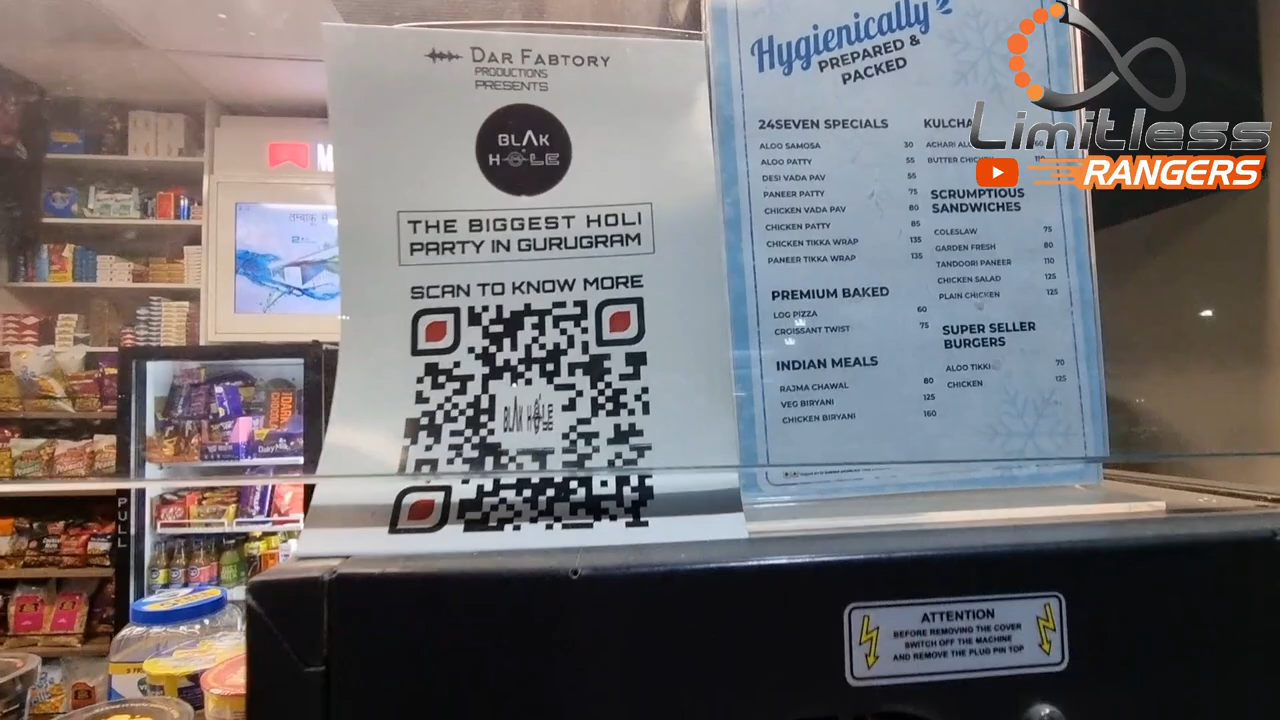 DAR FABTORY
PRODUCTIONS
PRESENTS
BLAK
HOLE
THE BIGGEST HOLI
PARTY IN GURUGRAM
SCAN TO KNOW MORE
BLAK HOLE
Hygienically
PREPARED &
PACKED
24SEVEN SPECIALS
ALOO SAMOSA 30
ALOO PATTY 55
DESI VADA PAV 55
PANEER PATTY 75
CHICKEN VADA PAV 80
CHICKEN PATTY 85
CHICKEN TIKKA WRAP 135
PANEER TIKKA WRAP 135
PREMIUM BAKED
LOG PIZZA 60
CROISSANT TWIST 75
INDIAN MEALS
RAJMA CHAWAL 80
VEG BIRYANI 125
CHICKEN BIRYANI 160
ACHARI
BUTTER
SCRUMPTIOUS
SANDWICHES
COLESLAW 75
GARDEN FRESH 80
TANDOORI PANEER 110
CHICKEN SALAD 125
PLAIN CHICKEN 125
SUPER SELLER
BURGERS
ALOO TIKKI 70
CHICKEN 125
Limitless
RANGERS
PULL
ATTENTION
BEFORE REMOVING THE COVER
SWITCH OFF THE MACHINE
AND REMOVE THE PLUG PIN TOP